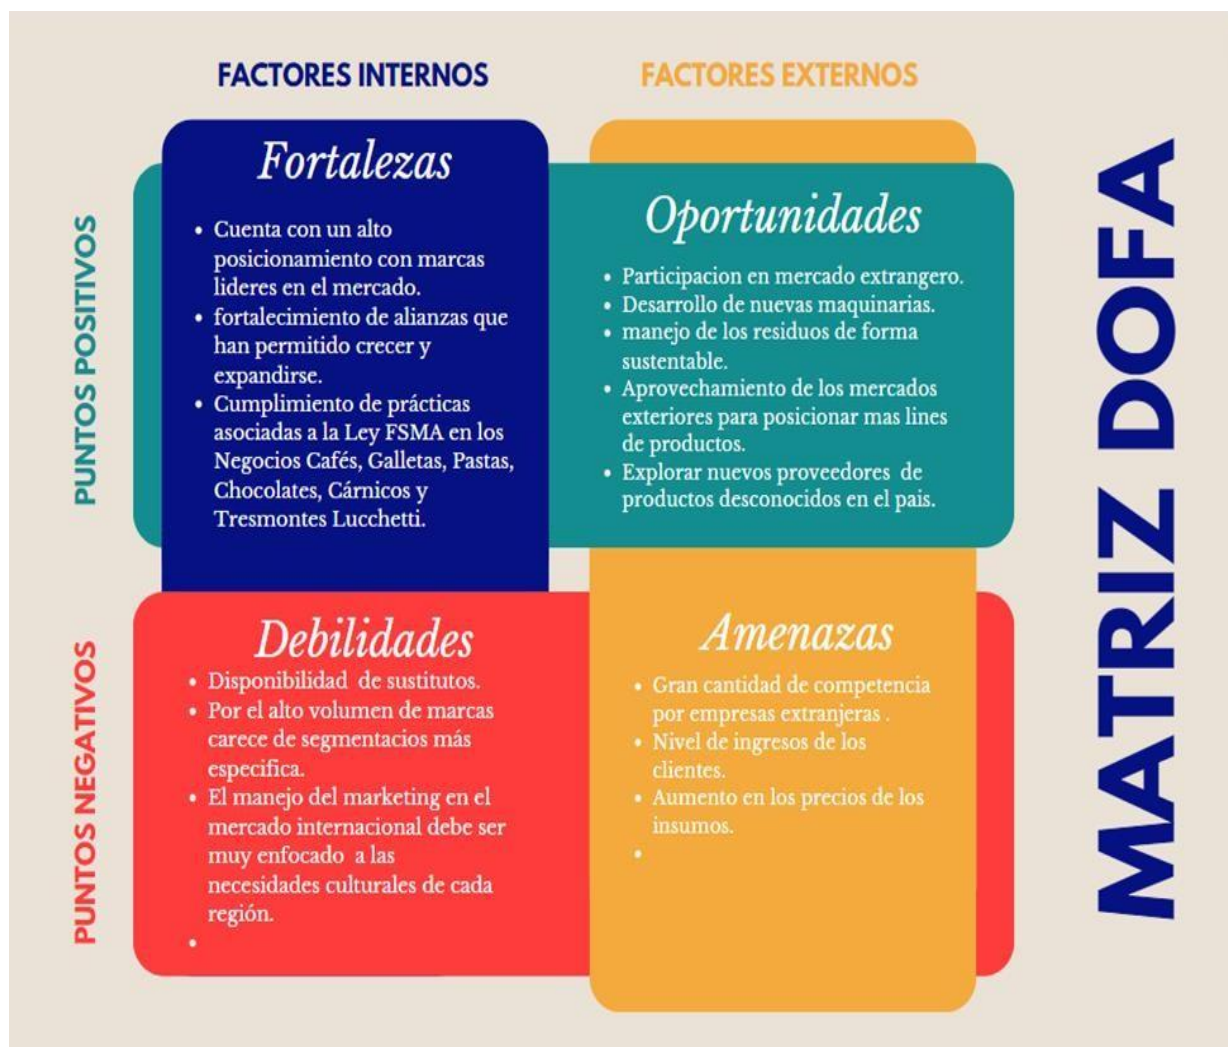 FACTORES INTERNOS
FACTORES EXTERNOS
PUNTOS POSITIVOS
Fortalezas
• Cuenta con un alto
posicionamiento con marcas
lideres en el mercado.
• fortalecimiento de alianzas que
han permitido crecer y
expandirse.
• Cumplimiento de prácticas
asociadas a la Ley FSMA en los
Negocios Cafés, Galletas, Pastas,
Chocolates, Cárnicos y
Tresmontes Lucchetti.
Oportunidades
• Participacion en mercado extrangero.
• Desarrollo de nuevas maquinarias.
• manejo de los residuos de forma
sustentable.
• Aprovechamiento de los mercados
exteriores para posicionar mas lines
de productos.
• Explorar nuevos proveedores de
productos desconocidos en el pais.
PUNTOS NEGATIVOS
Debilidades
• Disponibilidad de sustitutos.
• Por el alto volumen de marcas
carece de segmentacios más
especifica.
• El manejo del marketing en el
mercado internacional debe ser
muy enfocado a las
necesidades culturales de cada
región.
•
Amenazas
• Gran cantidad de competencia
por empresas extranjeras .
• Nivel de ingresos de los
clientes.
• Aumento en los precios de los
insumos.
•
MATRIZ DOFA